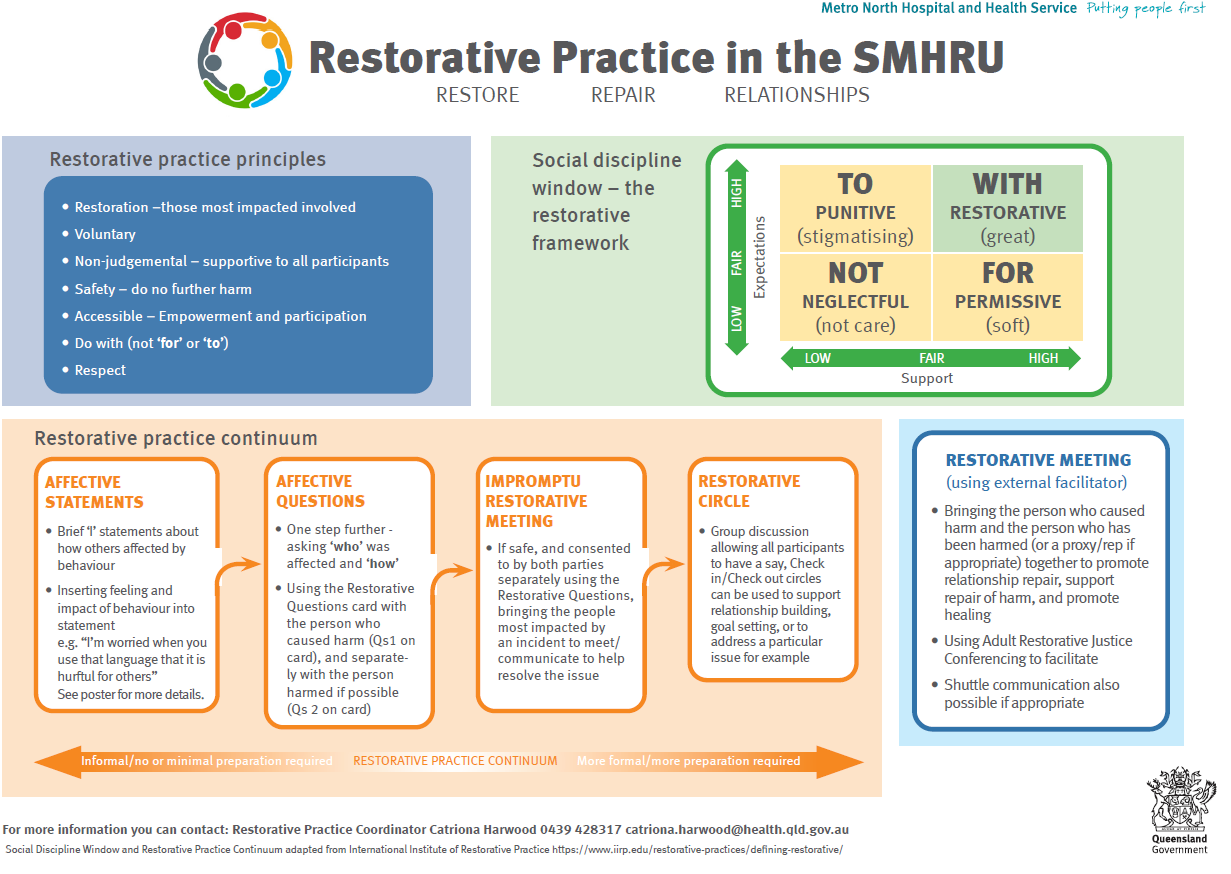 Metro North Hospital and Health Service Putting people first
Restorative Practice in the SMHRU
RESTORE REPAIR RELATIONSHIPS
Restorative practice principles
• Restoration –those most impacted involved
• Voluntary
• Non-judgemental – supportive to all participants
• Safety – do no further harm
• Accessible – Empowerment and participation
• Do with (not ‘for’ or ‘to’)
• Respect
Social discipline
window – the
restorative
framework
HIGH
FAIR
LOW
Expectations
TO
PUNITIVE
(stigmatising)
WITH
RESTORATIVE
(great)
NOT
NEGLECTFUL
(not care)
FOR
PERMISSIVE
(soft)
LOW FAIR HIGH
Support
Restorative practice continuum
AFFECTIVE
STATEMENTS
• Brief ‘I’ statements about
how others affected by
behaviour
• Inserting feeling and
impact of behaviour into
statement
e.g. “I’m worried when you
use that language that it is
hurtful for others”
See poster for more details.
AFFECTIVE
QUESTIONS
• One step further -
asking ‘who’ was
affected and ‘how’
• Using the Restorative
Questions card with
the person who
caused harm (Qs1 on
card), and separate-
ly with the person
harmed if possible
(Qs 2 on card)
IMPROMPTU
RESTORATIVE
MEETING
• If safe, and consented
to by both parties
separately using the
Restorative Questions,
bringing the people
most impacted by
an incident to meet/
communicate to help
resolve the issue
RESTORATIVE
CIRCLE
• Group discussion
allowing all participants
to have a say, Check
in/Check out circles
can be used to support
relationship building,
goal setting, or to
address a particular
issue for example
Informal/no or minimal preparation required RESTORATIVE PRACTICE CONTINUUM More formal/more preparation required
RESTORATIVE MEETING
(using external facilitator)
• Bringing the person who caused
harm and the person who has
been harmed (or a proxy/rep if
appropriate) together to promote
relationship repair, support
repair of harm, and promote
healing
• Using Adult Restorative Justice
Conferencing to facilitate
• Shuttle communication also
possible if appropriate
For more information you can contact: Restorative Practice Coordinator Catriona Harwood 0439 428317 catriona.harwood@health.qld.gov.au
Social Discipline Window and Restorative Practice Continuum adapted from International Institute of Restorative Practice https://www.iirp.edu/restorative-practices/defining-restorative/
Queensland
Government